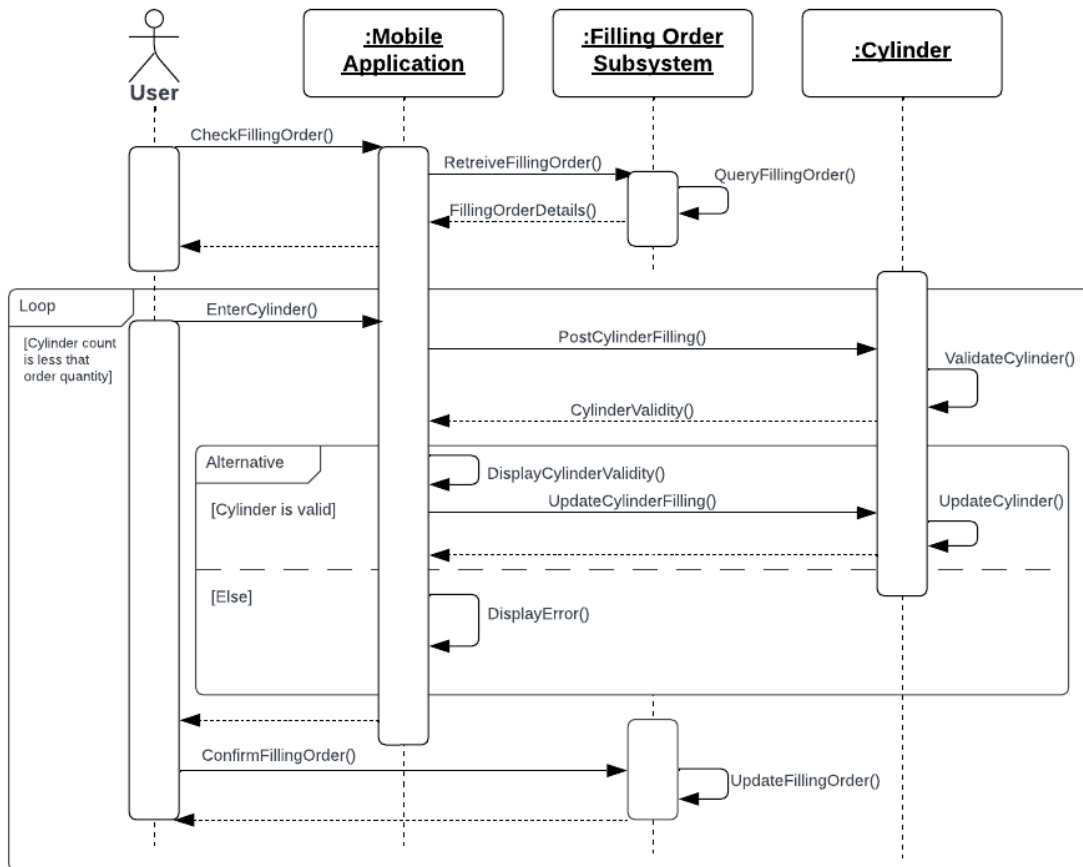 :Mobile
Application
:Filling Order
Subsystem
:Cylinder
User
CheckFillingOrder()
RetreiveFillingOrder()
QueryFillingOrder()
FillingOrderDetails()
Loop
EnterCylinder()
[Cylinder count
is less that
order quantity]
PostCylinderFilling()
ValidateCylinder()
CylinderValidity()
Alternative
DisplayCylinderValidity()
[Cylinder is valid]
UpdateCylinderFilling()
UpdateCylinder()
[Else]
DisplayError()
ConfirmFillingOrder()
UpdateFillingOrder()